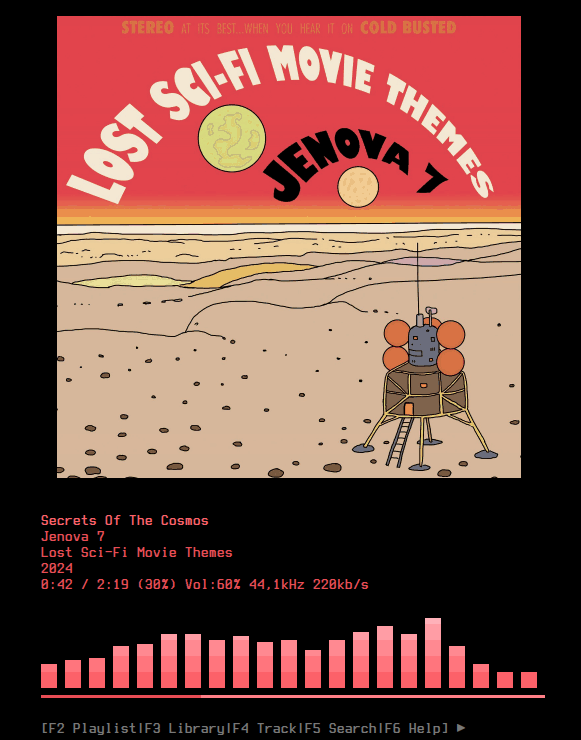 STEREO AT ITS BEST...WHEN YOU HEAR IT ON COLD BUSTED
LOST SCI-FI MOVIE THEMES
JENOVA 7
Secrets Of The Cosmos
Jenova 7
Lost Sci-Fi Movie Themes
2024
0:42 / 2:19 (30%) Vol:60% 44,1kHz 220kb/s
[F2 Playlist|F3 Library|F4 Track|F5 Search|F6 Help] ▶